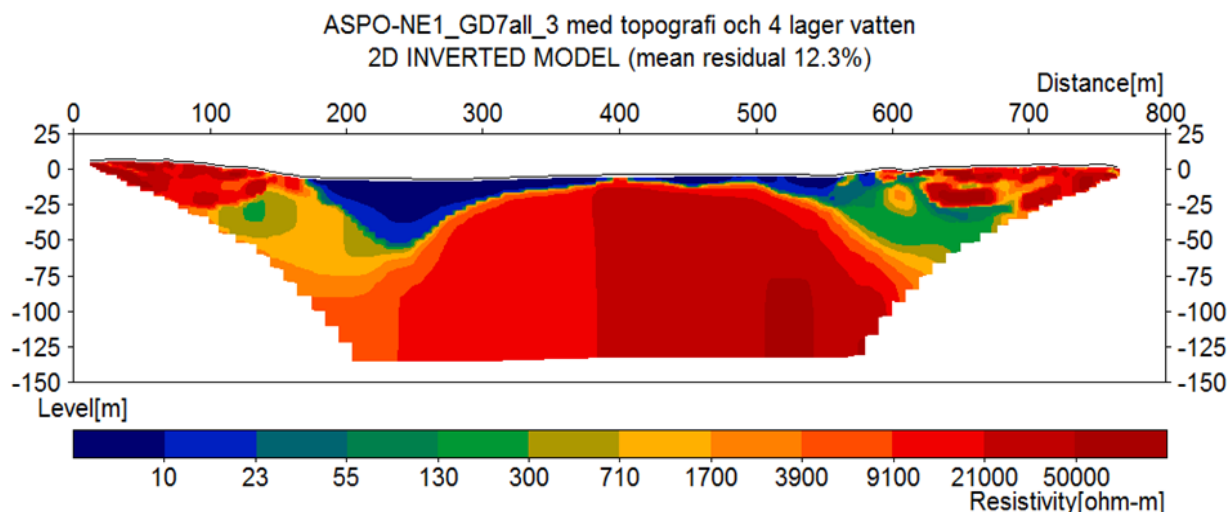 ASPO-NE1_GD7all_3 med topografi och 4 lager vatten
2D INVERTED MODEL (mean residual 12.3%)
Distance[m]
0 100 200 300 400 500 600 700 800
25 25
0 0
-25 -25
-50 -50
-75 -75
-100 -100
-125 -125
-150 -150
Level[m]
10 23 55 130 300 710 1700 3900 9100 21000 50000
Resistivity[ohm-m]